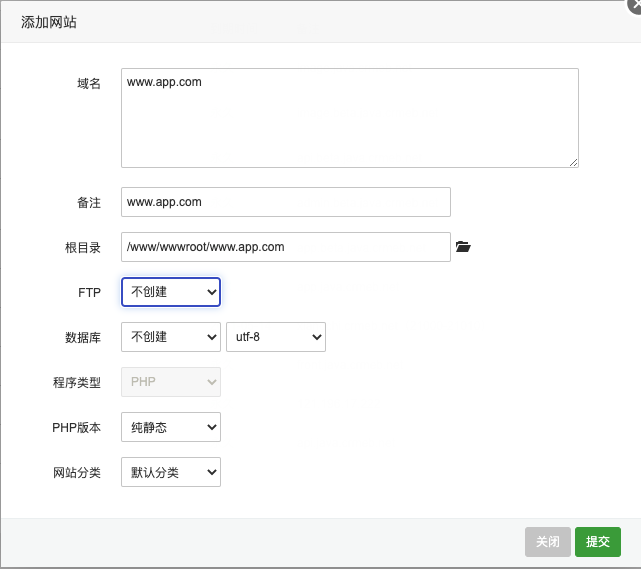 添加网站
域名 www.app.com
备注 www.app.com
根目录 /www/wwwroot/www.app.com
FTP 不创建
数据库 不创建 utf-8
程序类型 PHP
PHP版本 纯静态
网站分类 默认分类
关闭 提交